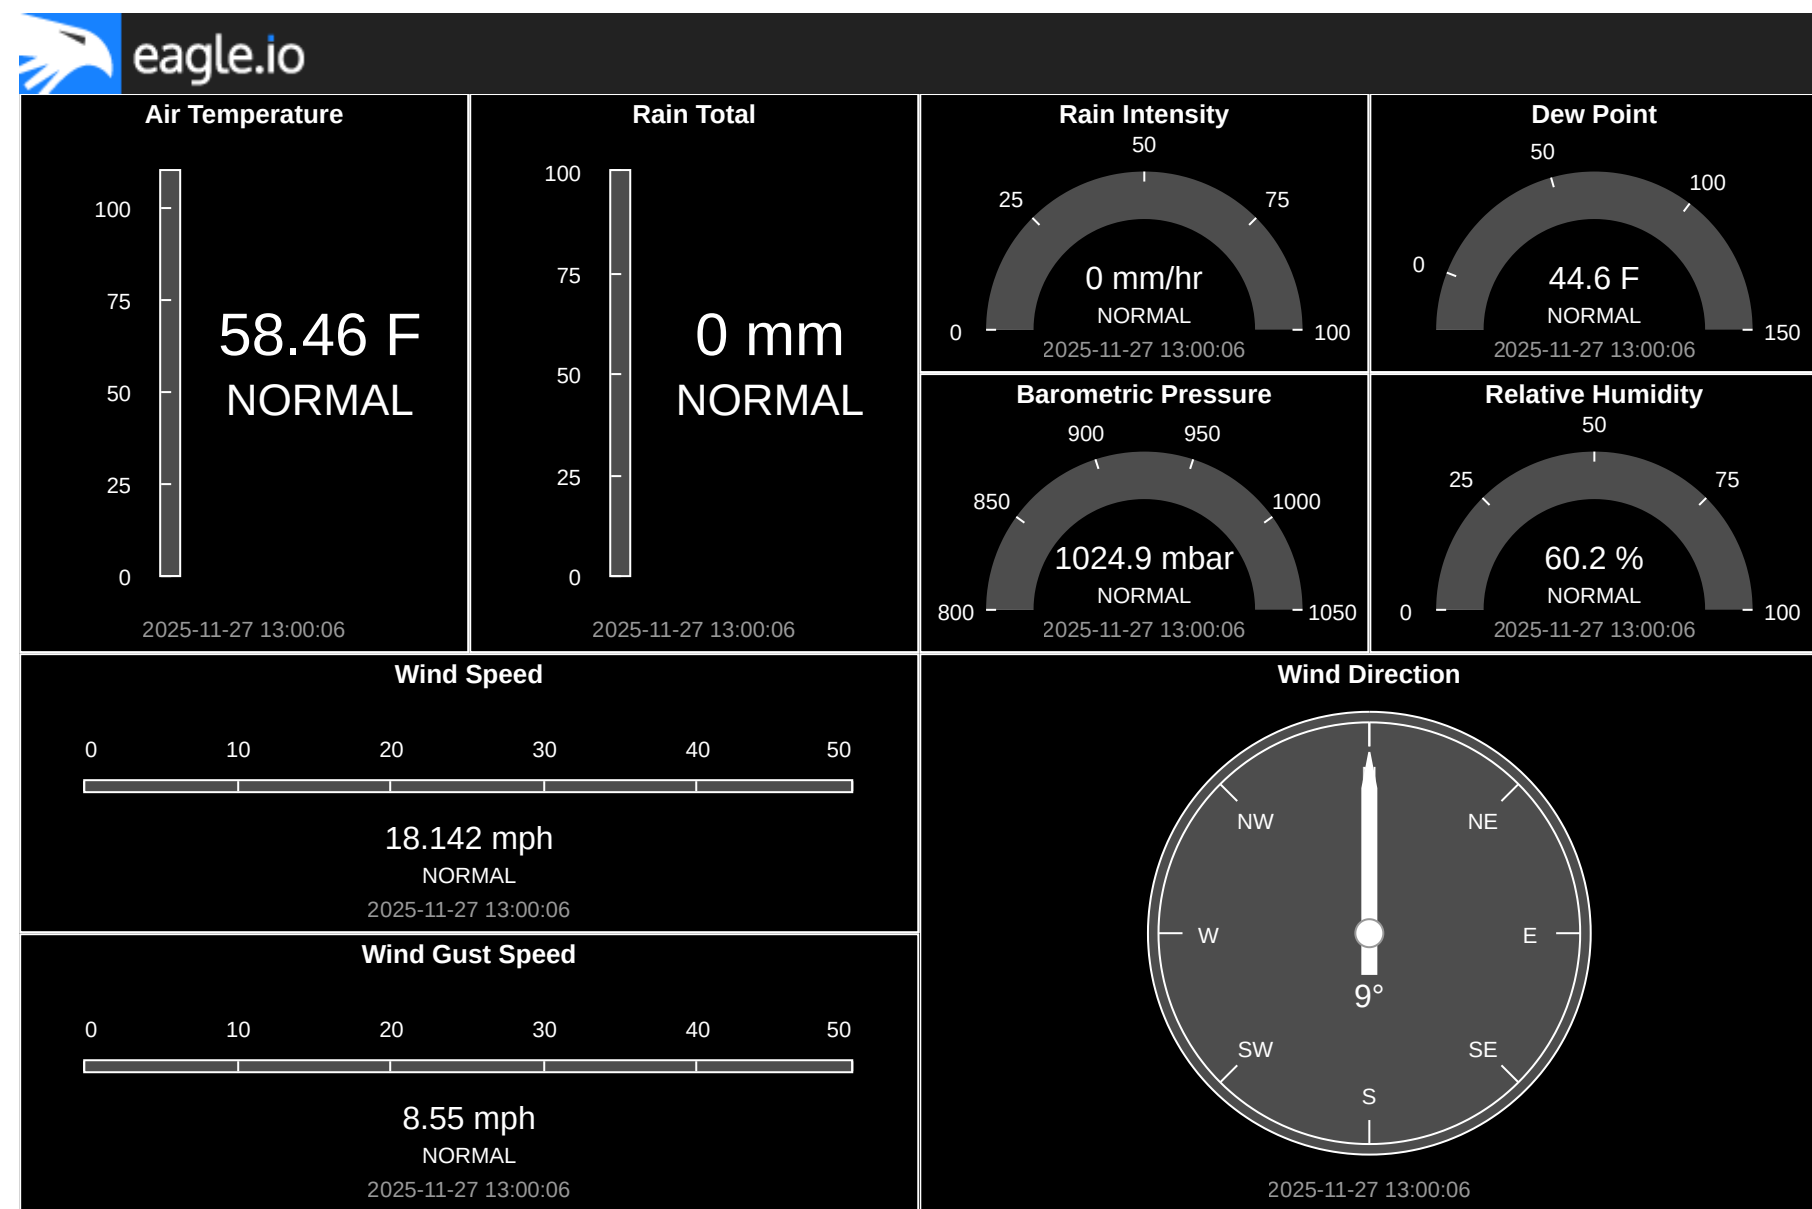 eagle.io
Air Temperature
100
75
50
25
0
58.46 F
NORMAL
2025-11-27 13:00:06
Rain Total
100
75
50
25
0
0 mm
NORMAL
2025-11-27 13:00:06
Rain Intensity
0
25
50
75
100
0 mm/hr
NORMAL
2025-11-27 13:00:06
Dew Point
0
50
100
150
44.6 F
NORMAL
2025-11-27 13:00:06
Barometric Pressure
800
850
900
950
1000
1050
1024.9 mbar
NORMAL
2025-11-27 13:00:06
Relative Humidity
0
25
50
75
100
60.2 %
NORMAL
2025-11-27 13:00:06
Wind Speed
0 10 20 30 40 50
18.142 mph
NORMAL
2025-11-27 13:00:06
Wind Gust Speed
0 10 20 30 40 50
8.55 mph
NORMAL
2025-11-27 13:00:06
Wind Direction
NW NE
W E
9°
SW SE
S
2025-11-27 13:00:06